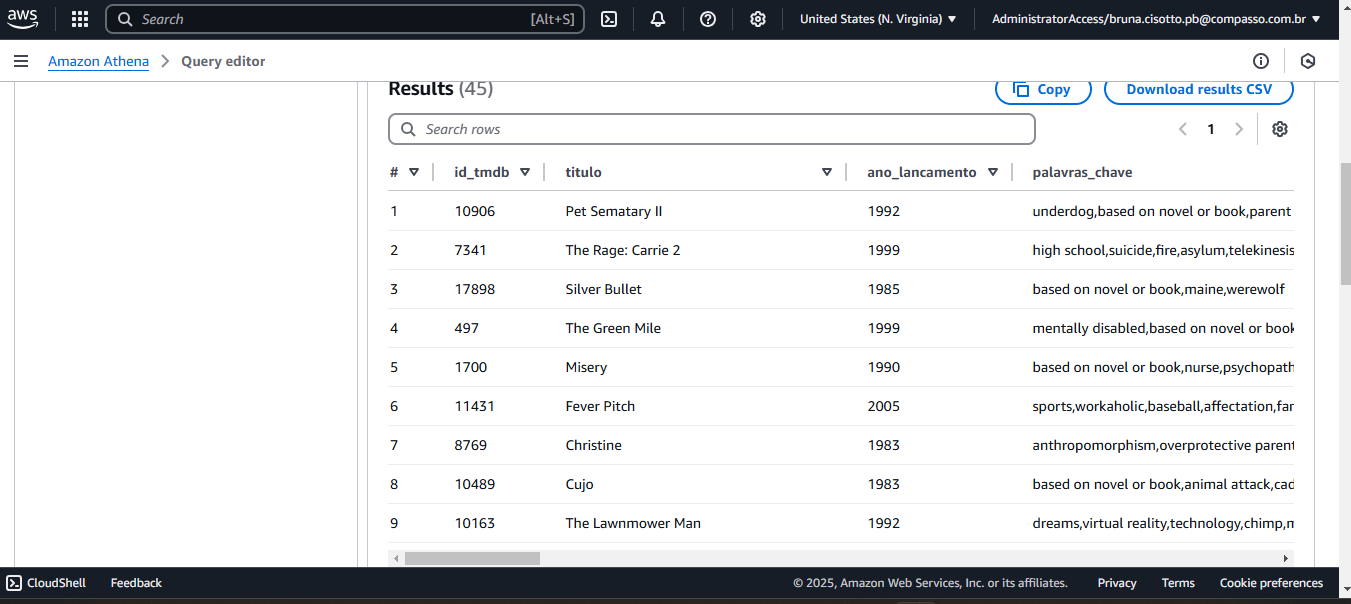 aws Search [Alt+S] United States (N. Virginia) AdministratorAccess/bruna.cisotto.pb@compasso.com.br
Amazon Athena Query editor
Results (45) Copy Download results CSV
Search rows 1
# id_tmdb titulo ano_lancamento palavras_chave
1 10906 Pet Sematary II 1992 underdog,based on novel or book,parent
2 7341 The Rage: Carrie 2 1999 high school,suicide,fire,asylum,telekinesis
3 17898 Silver Bullet 1985 based on novel or book,maine,werewolf
4 497 The Green Mile 1999 mentally disabled,based on novel or book
5 1700 Misery 1990 based on novel or book,nurse,psychopath
6 11431 Fever Pitch 2005 sports,workaholic,baseball,affectation,fan
7 8769 Christine 1983 anthropomorphism,overprotective parent
8 10489 Cujo 1983 based on novel or book,animal attack,cad
9 10163 The Lawnmower Man 1992 dreams,virtual reality,technology,chimp,m
CloudShell Feedback © 2025, Amazon Web Services, Inc. or its affiliates. Privacy Terms Cookie preferences